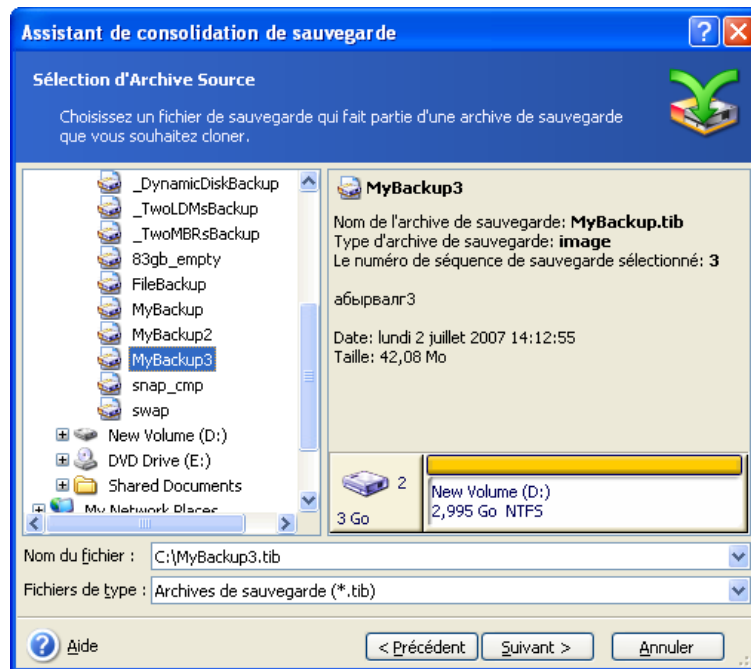 Assistant de consolidation de sauvegarde
Sélection d'Archive Source
Choisissez un fichier de sauvegarde qui fait partie d'une archive de sauvegarde
que vous souhaitez cloner.
_DynamicDiskBackup
_TwoLDMsBackup
_TwoMBRsBackup
83gb_empty
FileBackup
MyBackup
MyBackup2
MyBackup3
snap_cmp
swap
New Volume (D:)
DVD Drive (E:)
Shared Documents
My Network Places
MyBackup3
Nom de l'archive de sauvegarde: MyBackup.tib
Type d'archive de sauvegarde: image
Le numéro de séquence de sauvegarde sélectionné: 3
абырвалг3
Date: lundi 2 juillet 2007 14:12:55
Taille: 42,08 Mo
2
3 Go
New Volume (D:)
2,995 Go NTFS
Nom du fichier : C:\MyBackup3.tib
Fichiers de type : Archives de sauvegarde (*.tib)
Aide
< Précédent
Suivant >
Annuler